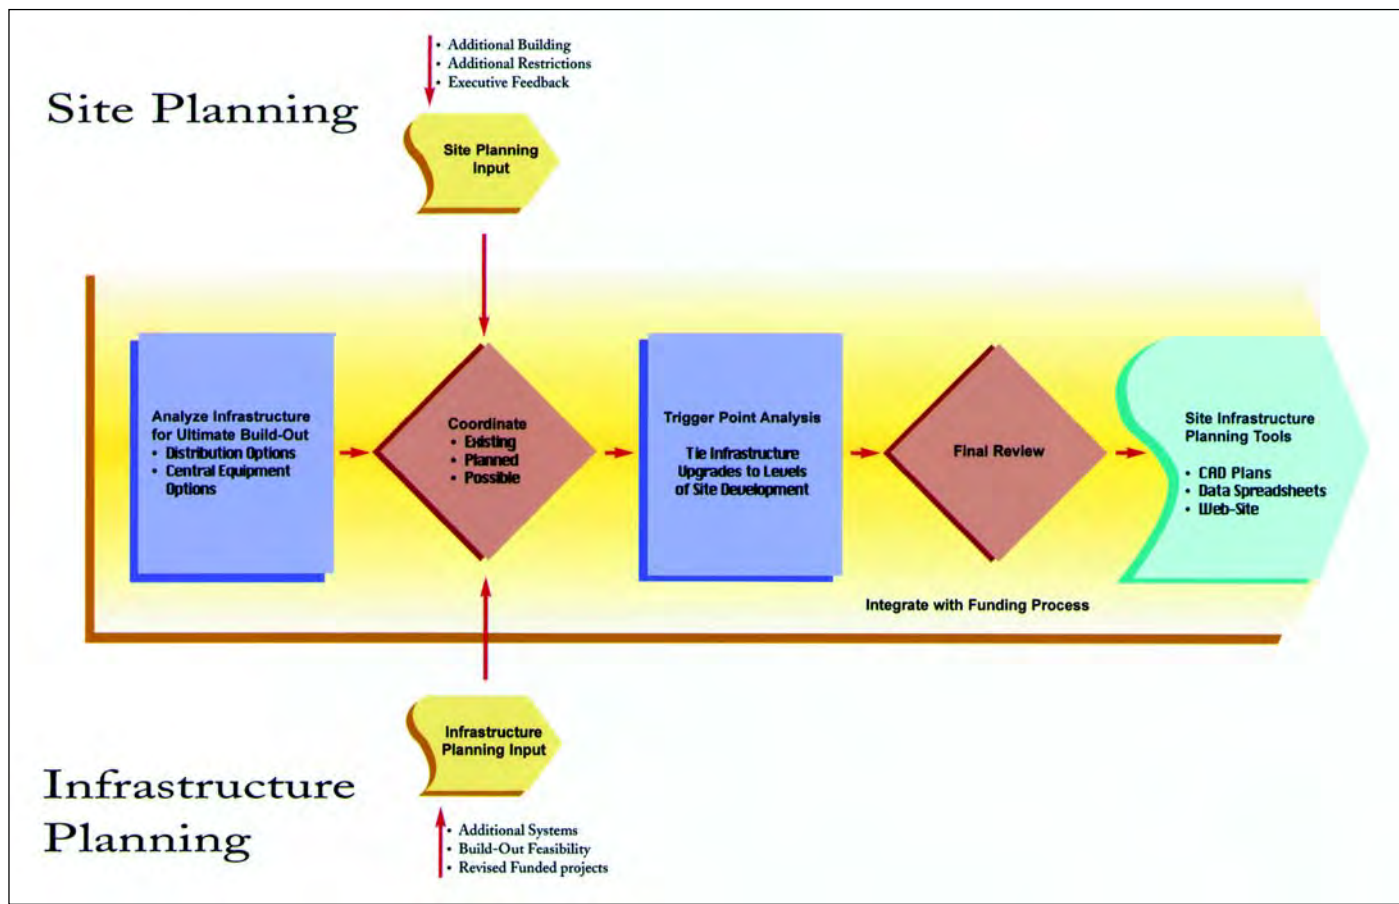 • Additional Building
• Additional Restrictions
• Executive Feedback
Site Planning
Site Planning
Input
Analyze Infrastructure
for Ultimate Build-Out
• Distribution Options
• Central Equipment
Options
Coordinate
• Existing
• Planned
• Possible
Trigger Point Analysis
Tie Infrastructure
Upgrades to Levels
of Site Development
Final Review
Site Infrastructure
Planning Tools
• CAD Plans
• Data Spreadsheets
• Web-Site
Integrate with Funding Process
Infrastructure
Planning Input
Infrastructure
Planning
• Additional Systems
• Build-Out Feasibility
• Revised Funded projects